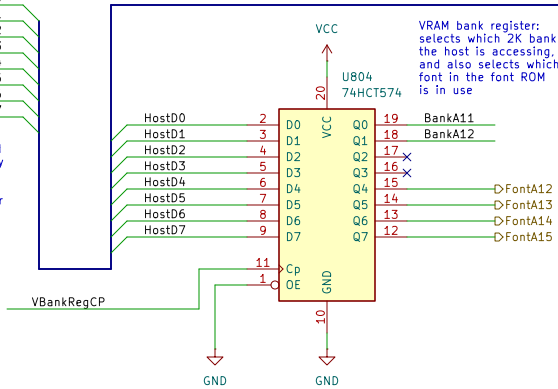 VCC
VRAM bank register:
selects which 2K bank
the host is accessing,
and also selects which
font in the font ROM
is in use
U804
74HCT574
20
VCC
HostD0 2 D0 Q0 19 BankA11
HostD1 3 D1 Q1 18 BankA12
HostD2 4 D2 Q2 17
HostD3 5 D3 Q3 16
HostD4 6 D4 Q4 15 FontA12
HostD5 7 D5 Q5 14 FontA13
HostD6 8 D6 Q6 13 FontA14
HostD7 9 D7 Q7 12 FontA15
11 Cp
1 OE
GND
VBankRegCP
10
GND
GND